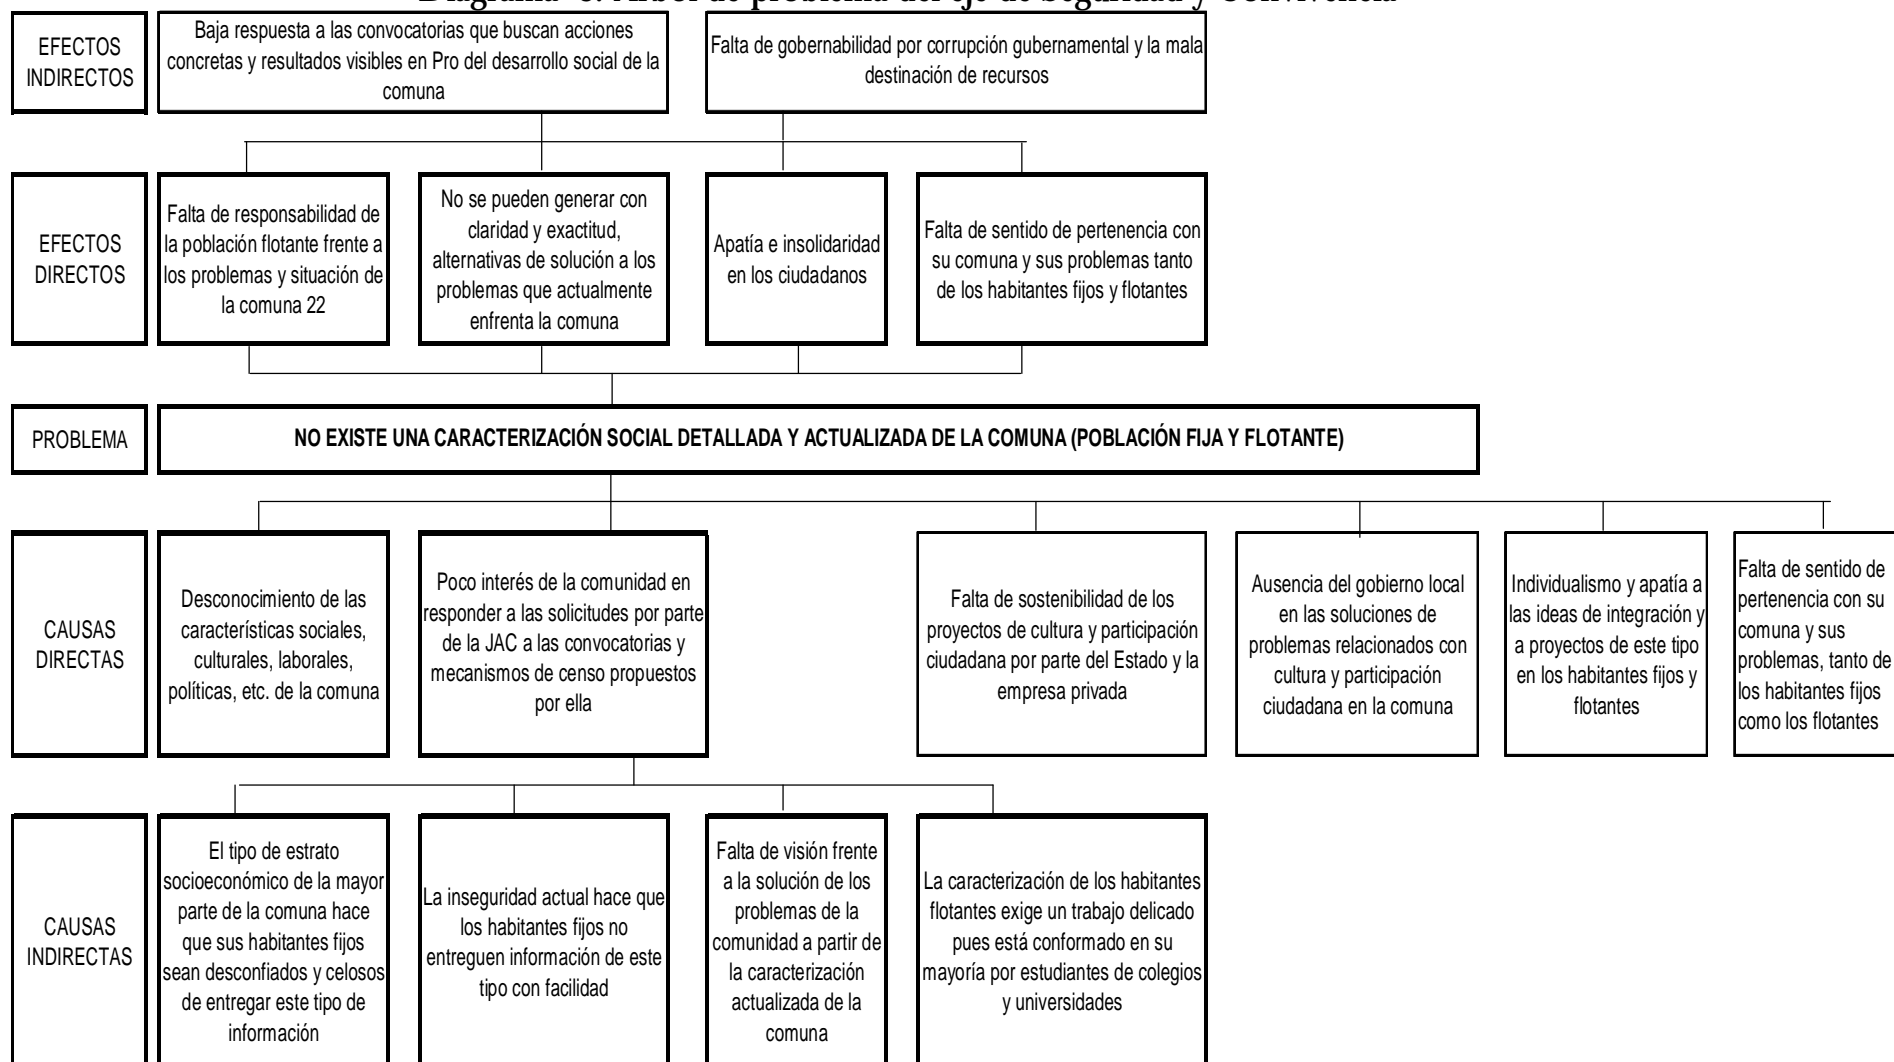 Diagrama 3. Árbol de problema del eje de Seguridad y Convivencia
EFECTOS
INDIRECTOS
Baja respuesta a las convocatorias que buscan acciones
concretas y resultados visibles en Pro del desarrollo social de la
comuna
Falta de gobernabilidad por corrupción gubernamental y la mala
destinación de recursos
EFECTOS
DIRECTOS
Falta de responsabilidad de
la población flotante frente a
los problemas y situación de
la comuna 22
No se pueden generar con
claridad y exactitud,
alternativas de solución a los
problemas que actualmente
enfrenta la comuna
Apatía e insolidaridad
en los ciudadanos
Falta de sentido de pertenencia con
su comuna y sus problemas tanto
de los habitantes fijos y flotantes
PROBLEMA
NO EXISTE UNA CARACTERIZACIÓN SOCIAL DETALLADA Y ACTUALIZADA DE LA COMUNA (POBLACIÓN FIJA Y FLOTANTE)
CAUSAS
DIRECTAS
Desconocimiento de las
características sociales,
culturales, laborales,
políticas, etc. de la comuna
Poco interés de la comunidad en
responder a las solicitudes por parte
de la JAC a las convocatorias y
mecanismos de censo propuestos
por ella
Falta de sostenibilidad de los
proyectos de cultura y participación
ciudadana por parte del Estado y la
empresa privada
Ausencia del gobierno local
en las soluciones de
problemas relacionados con
cultura y participación
ciudadana en la comuna
Individualismo y apatía a
las ideas de integración y
a proyectos de este tipo
en los habitantes fijos y
flotantes
Falta de sentido de
pertenencia con su
comuna y sus
problemas, tanto de
los habitantes fijos
como los flotantes
CAUSAS
INDIRECTAS
El tipo de estrato
socioeconómico de la mayor
parte de la comuna hace
que sus habitantes fijos
sean desconfiados y celosos
de entregar este tipo de
información
La inseguridad actual hace que
los habitantes fijos no
entreguen información de este
tipo con facilidad
Falta de visión frente
a la solución de los
problemas de la
comunidad a partir de
la caracterización
actualizada de la
comuna
La caracterización de los habitantes
flotantes exige un trabajo delicado
pues está conformado en su
mayoría por estudiantes de colegios
y universidades